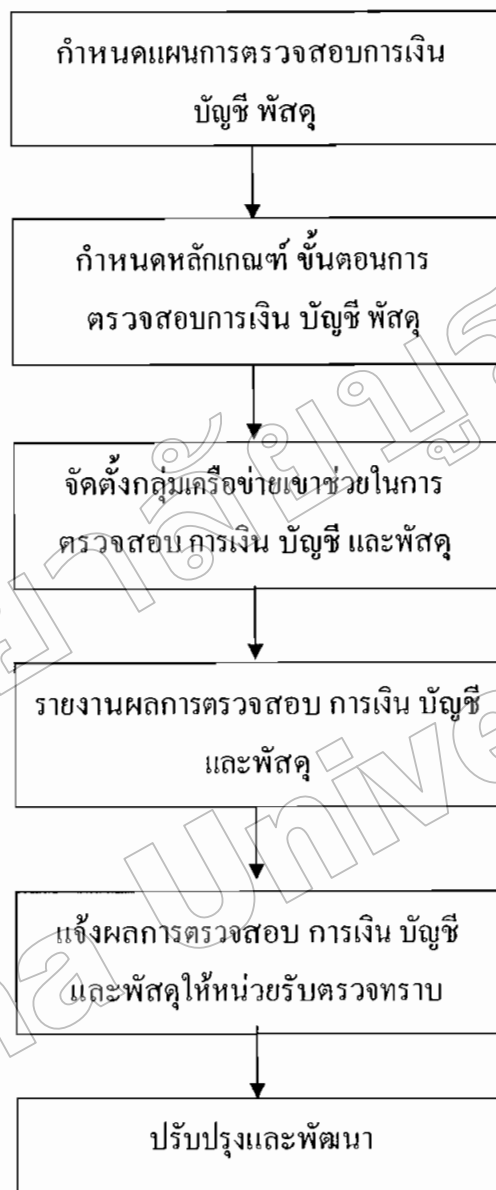 กำหนดแผนการตรวจสอบการเงิน
บัญชี พัสดุ
กำหนดหลักเกณฑ์ ขั้นตอนการ
ตรวจสอบการเงิน บัญชี พัสดุ
จัดตั้งกลุ่มเครือข่ายเขาช่วยในการ
ตรวจสอบ การเงิน บัญชี และพัสดุ
รายงานผลการตรวจสอบ การเงิน บัญชี
และพัสดุ
แจ้งผลการตรวจสอบ การเงิน บัญชี
และพัสดุให้หน่วยรับตรวจทราบ
ปรับปรุงและพัฒนา